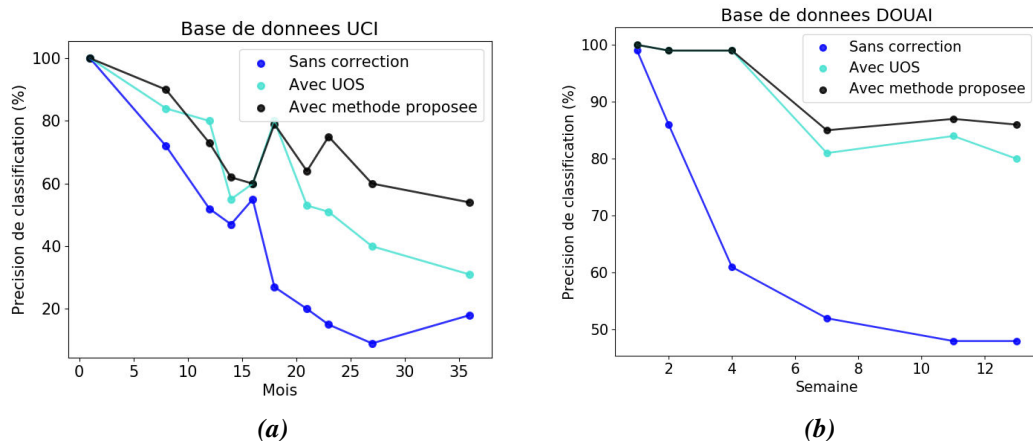 Base de donnees UCI
Precision de classification (%)
100
80
60
40
20
Sans correction
Avec UOS
Avec methode proposee
0 5 10 15 20 25 30 35
Mois
(a)
Base de donnees DOUAI
Precision de classification (%)
100
90
80
70
60
50
Sans correction
Avec UOS
Avec methode proposee
2 4 6 8 10 12
Semaine
(b)